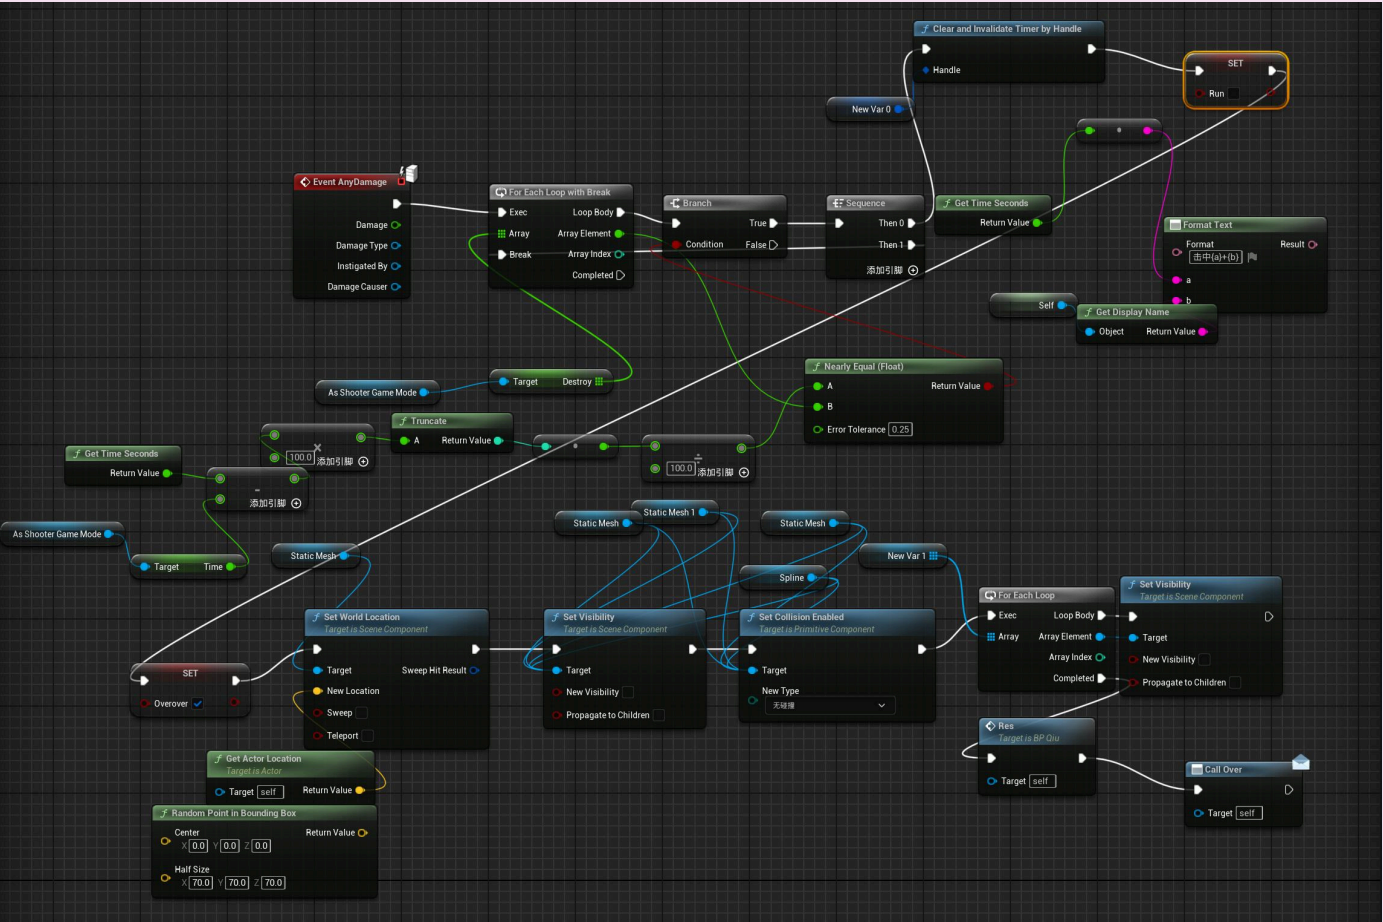 Clear and Invalidate Timer by Handle
Handle
SET
Run
New Var 0
Event AnyDamage
Damage
Damage Type
Instigated By
Damage Causer
For Each Loop with Break
Exec
Loop Body
Array
Array Element
Break
Array Index
Completed
Branch
True
Condition
False
Sequence
Then 0
Then 1
添加引脚
Get Time Seconds
Return Value
Format Text
Format
Result
击中{a}+{b}
a
b
Self
Get Display Name
Object
Return Value
Nearly Equal (Float)
A
Return Value
B
Error Tolerance 0.25
As Shooter Game Mode
Target
Destroy
Truncate
A
Return Value
100.0
添加引脚
÷
100.0
添加引脚
Get Time Seconds
Return Value
-
添加引脚
As Shooter Game Mode
Target
Time
Static Mesh
Static Mesh
Static Mesh 1
Static Mesh
Spline
New Var 1
Set World Location
Target is Scene Component
Target
Sweep Hit Result
New Location
Sweep
Teleport
SET
Overover
Set Visibility
Target is Scene Component
Target
New Visibility
Propagate to Children
Set Collision Enabled
Target is Primitive Component
Target
New Type
无碰撞
For Each Loop
Exec
Loop Body
Array
Array Element
Array Index
Completed
Set Visibility
Target is Scene Component
Target
New Visibility
Propagate to Children
Res
Target is BP Qiu
Target self
Call Over
Target self
Get Actor Location
Target is Actor
Target self
Return Value
Random Point in Bounding Box
Center
Return Value
X 0.0 Y 0.0 Z 0.0
Half Size
X 70.0 Y 70.0 Z 70.0